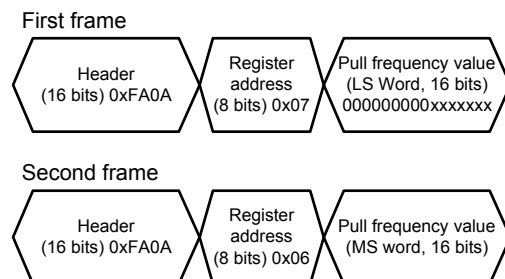 First frame
Header
(16 bits) 0xFA0A
Register
address
(8 bits) 0x07
Pull frequency value
(LS Word, 16 bits)
000000000xxxxxxx
Second frame
Header
(16 bits) 0xFA0A
Register
address
(8 bits) 0x06
Pull frequency value
(MS word, 16 bits)